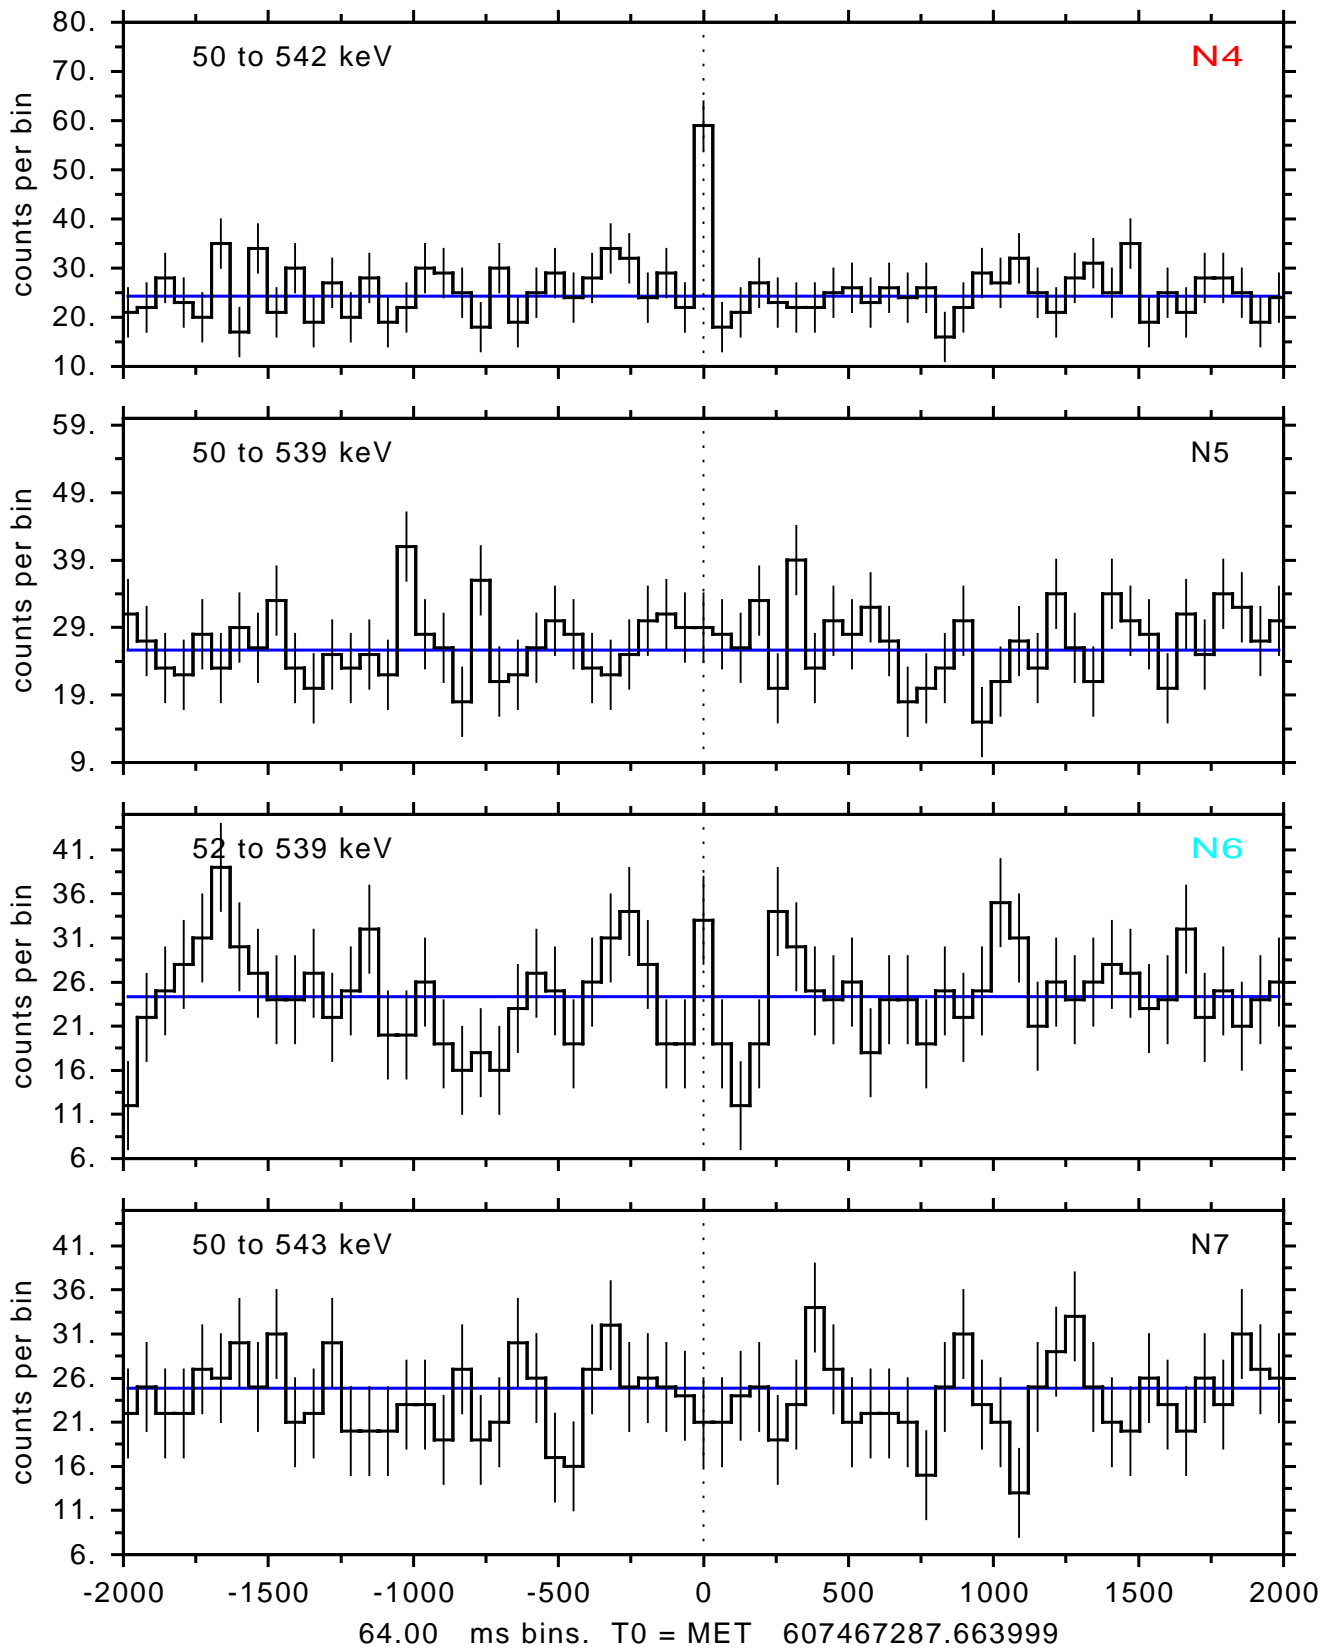 80.
50 to 542 keV
N4
70.
60.
50.
40.
30.
20.
10.
counts per bin
59.
50 to 539 keV
N5
49.
39.
29.
19.
9.
counts per bin
41.
52 to 539 keV
N6
36.
31.
26.
21.
16.
11.
6.
counts per bin
41.
50 to 543 keV
N7
36.
31.
26.
21.
16.
11.
6.
counts per bin
-2000 -1500 -1000 -500 0 500 1000 1500 2000
64.00 ms bins. T0 = MET 607467287.663999